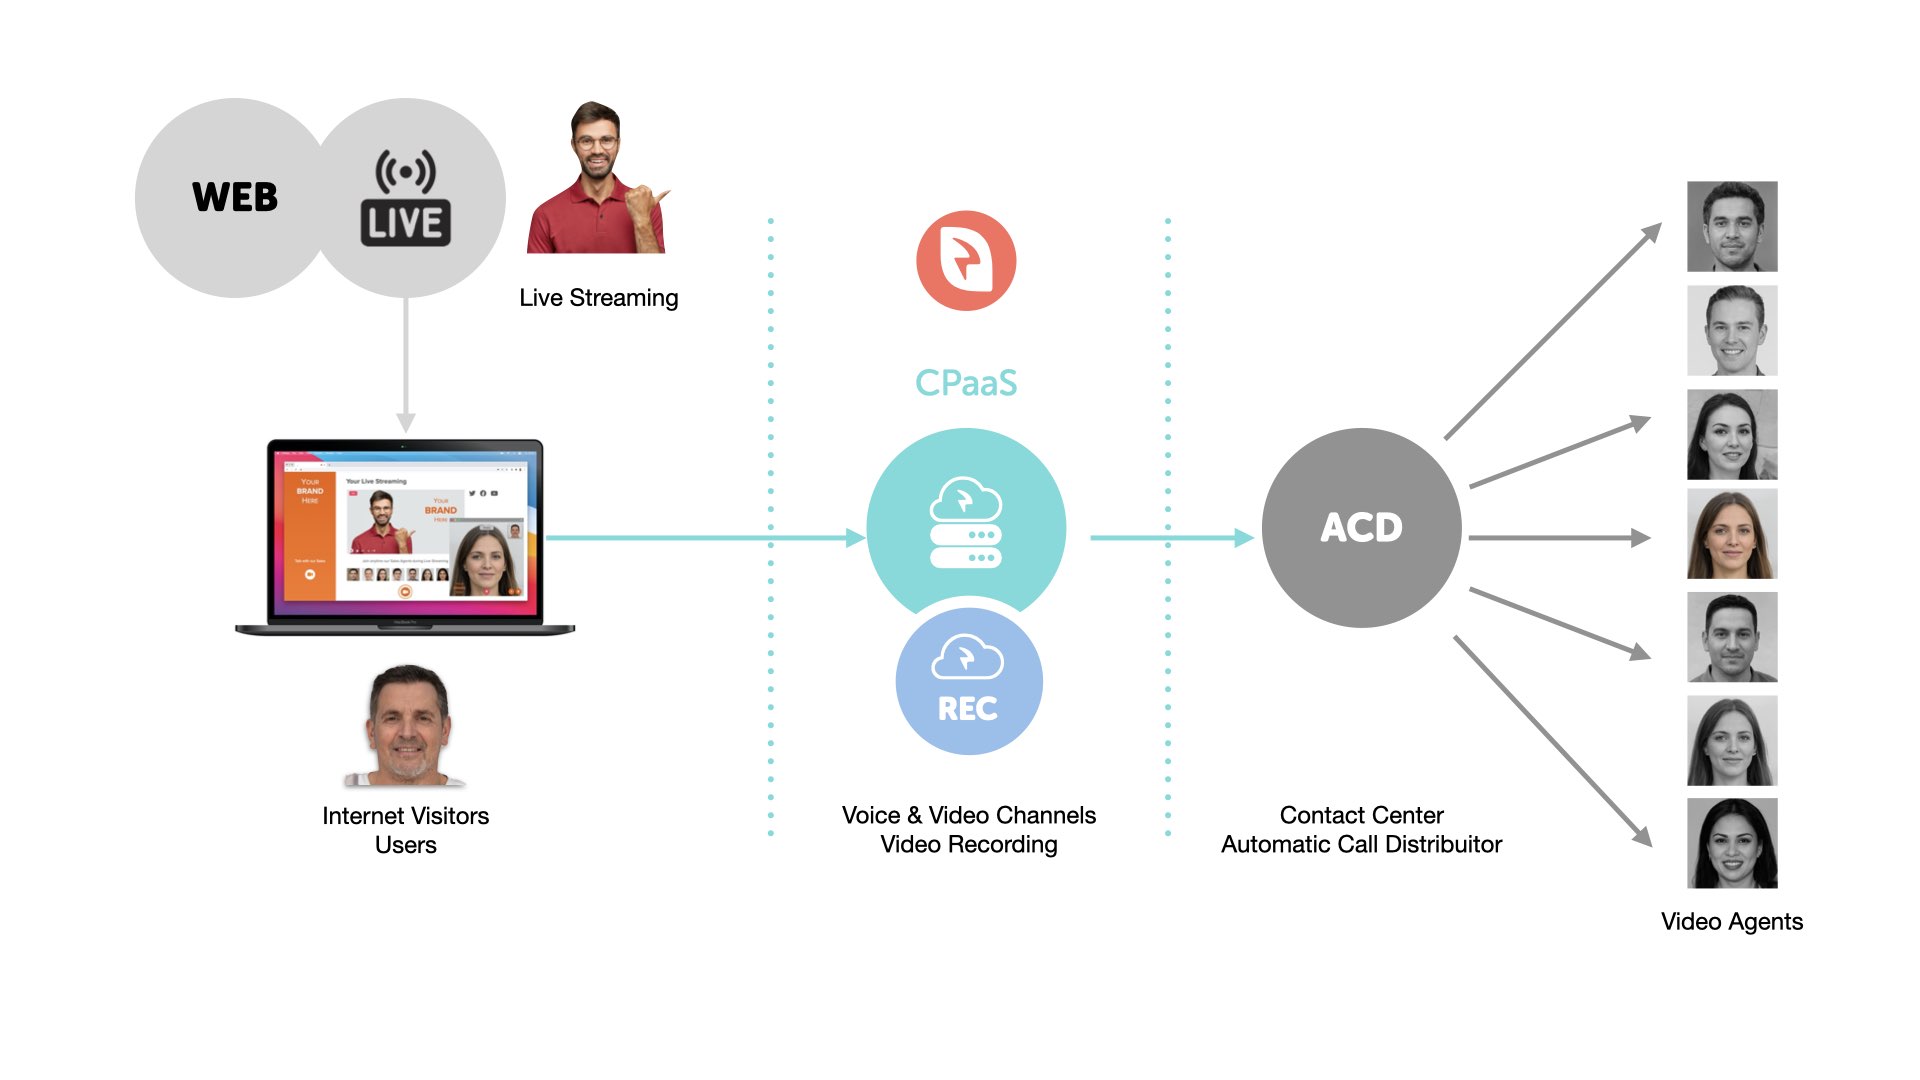 WEB
LIVE
Live Streaming
CPaaS
YOUR
BRAND
HERE
Your Live Streaming
YOUR
BRAND
HERE
ACD
REC
Internet Visitors
Users
Voice & Video Channels
Video Recording
Contact Center
Automatic Call Distribuitor
Video Agents